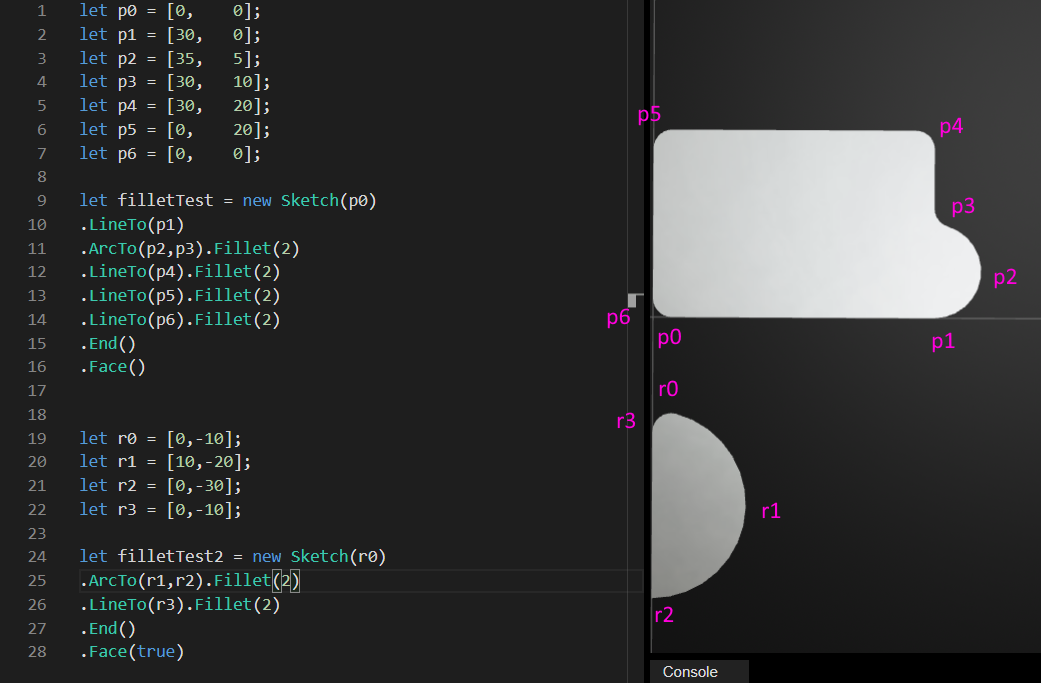 1 let p0 = [0,    0];
2 let p1 = [30,   0];
3 let p2 = [35,   5];
4 let p3 = [30,   10];
5 let p4 = [30,   20];
6 let p5 = [0,    20];
7 let p6 = [0,    0];
8
9 let filletTest = new Sketch(p0)
10 .LineTo(p1)
11 .ArcTo(p2,p3).Fillet(2)
12 .LineTo(p4).Fillet(2)
13 .LineTo(p5).Fillet(2)
14 .LineTo(p6).Fillet(2)
15 .End()
16 .Face()
17
18
19 let r0 = [0,-10];
20 let r1 = [10,-20];
21 let r2 = [0,-30];
22 let r3 = [0,-10];
23
24 let filletTest2 = new Sketch(r0)
25 .ArcTo(r1,r2).Fillet(2)
26 .LineTo(r3).Fillet(2)
27 .End()
28 .Face(true)
p5
p4
p3
p2
p6
p0
p1
r0
r3
r1
r2
Console